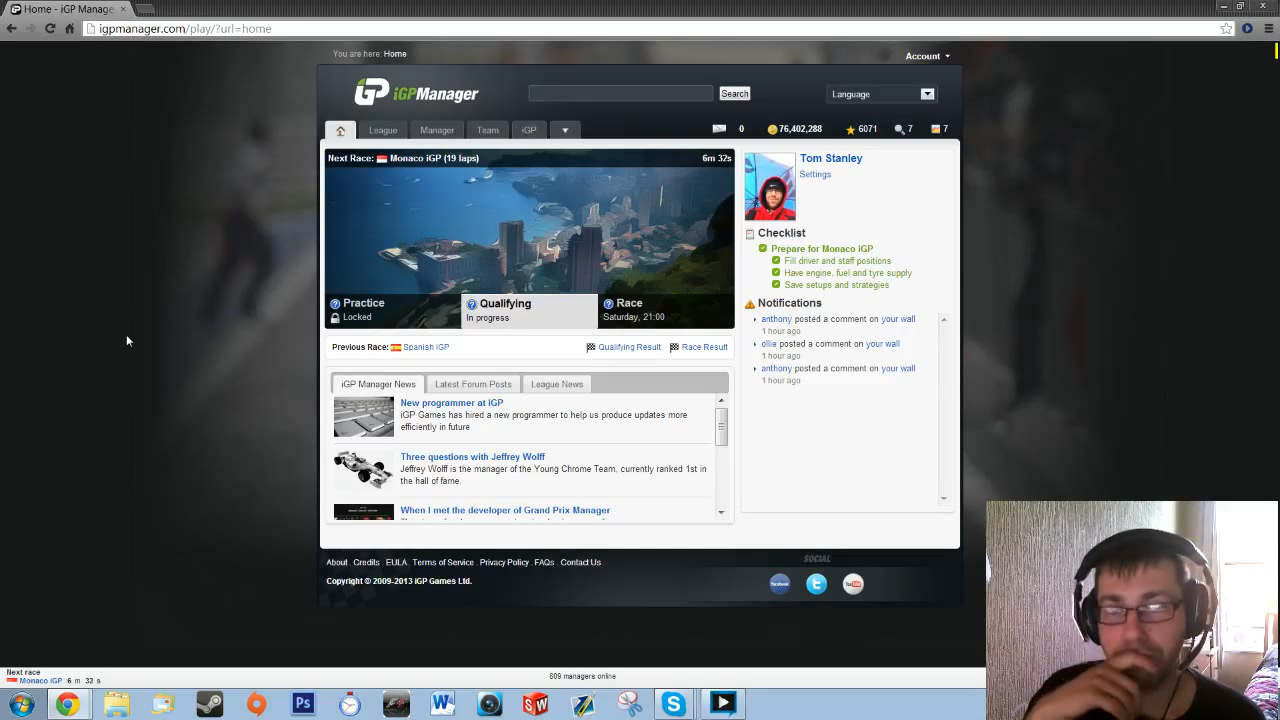 Home - iGP Manage
igpmanager.com/play/?url=home
You are here: Home
Account
iGPManager
Search
Language
League
Manager
Team
iGP
0
76,402,288
6071
7
7
Next Race: Monaco iGP (19 laps)
6m 32s
Practice
Locked
Qualifying
In progress
Race
Saturday, 21:00
Previous Race: Spanish iGP
Qualifying Result
Race Result
iGP Manager News
Latest Forum Posts
League News
New programmer at iGP
iGP Games has hired a new programmer to help us produce updates more
efficiently in future
Three questions with Jeffrey Wolff
Jeffrey Wolff is the manager of the Young Chrome Team, currently ranked 1st in
the hall of fame.
When I met the developer of Grand Prix Manager
Tom Stanley
Settings
Checklist
Prepare for Monaco iGP
Fill driver and staff positions
Have engine, fuel and tyre supply
Save setups and strategies
Notifications
anthony posted a comment on your wall
1 hour ago
ollie posted a comment on your wall
1 hour ago
anthony posted a comment on your wall
1 hour ago
About . Credits . EULA . Terms of Service . Privacy Policy . FAQs . Contact Us
Copyright © 2009-2013 iGP Games Ltd.
SOCIAL
facebook
You Tube
Next race
Monaco iGP 6 m 32 s
809 managers online
Ps
W
SW
S